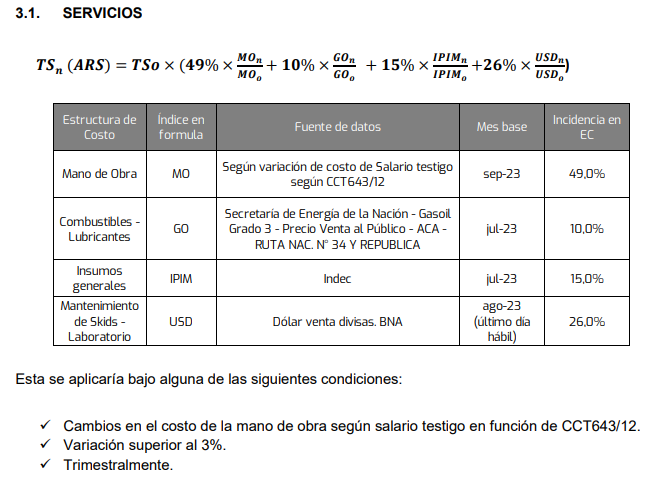 3.1. SERVICIOS
TSₙ (ARS) = TSo × (49% × MOₙ/MOₒ + 10% × GOₙ/GOₒ + 15% × IPIMₙ/IPIMₒ +26% × USDₙ/USDₒ)
Estructura de Costo | Índice en formula | Fuente de datos | Mes base | Incidencia en EC
Mano de Obra | MO | Según variación de costo de Salario testigo según CCT643/12 | sep-23 | 49,0%
Combustibles - Lubricantes | GO | Secretaría de Energía de la Nación - Gasoil Grado 3 - Precio Venta al Público - ACA - RUTA NAC. N° 34 Y REPUBLICA | jul-23 | 10,0%
Insumos generales | IPIM | Indec | jul-23 | 15,0%
Mantenimiento de Skids - Laboratorio | USD | Dólar venta divisas. BNA | ago-23 (último día hábil) | 26,0%
Esta se aplicaría bajo alguna de las siguientes condiciones:
✓ Cambios en el costo de la mano de obra según salario testigo en función de CCT643/12.
✓ Variación superior al 3%.
✓ Trimestralmente.